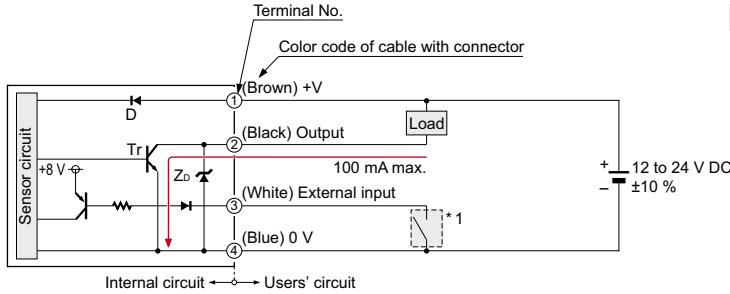 Terminal No.
Color code of cable with connector
(Brown) +V
1
D
Load
(Black) Output
2
Tr
Sensor circuit
+8 V
ZD
100 mA max.
+
12 to 24 V DC
–
±10 %
(White) External input
3
* 1
(Blue) 0 V
4
Internal circuit
Users' circuit